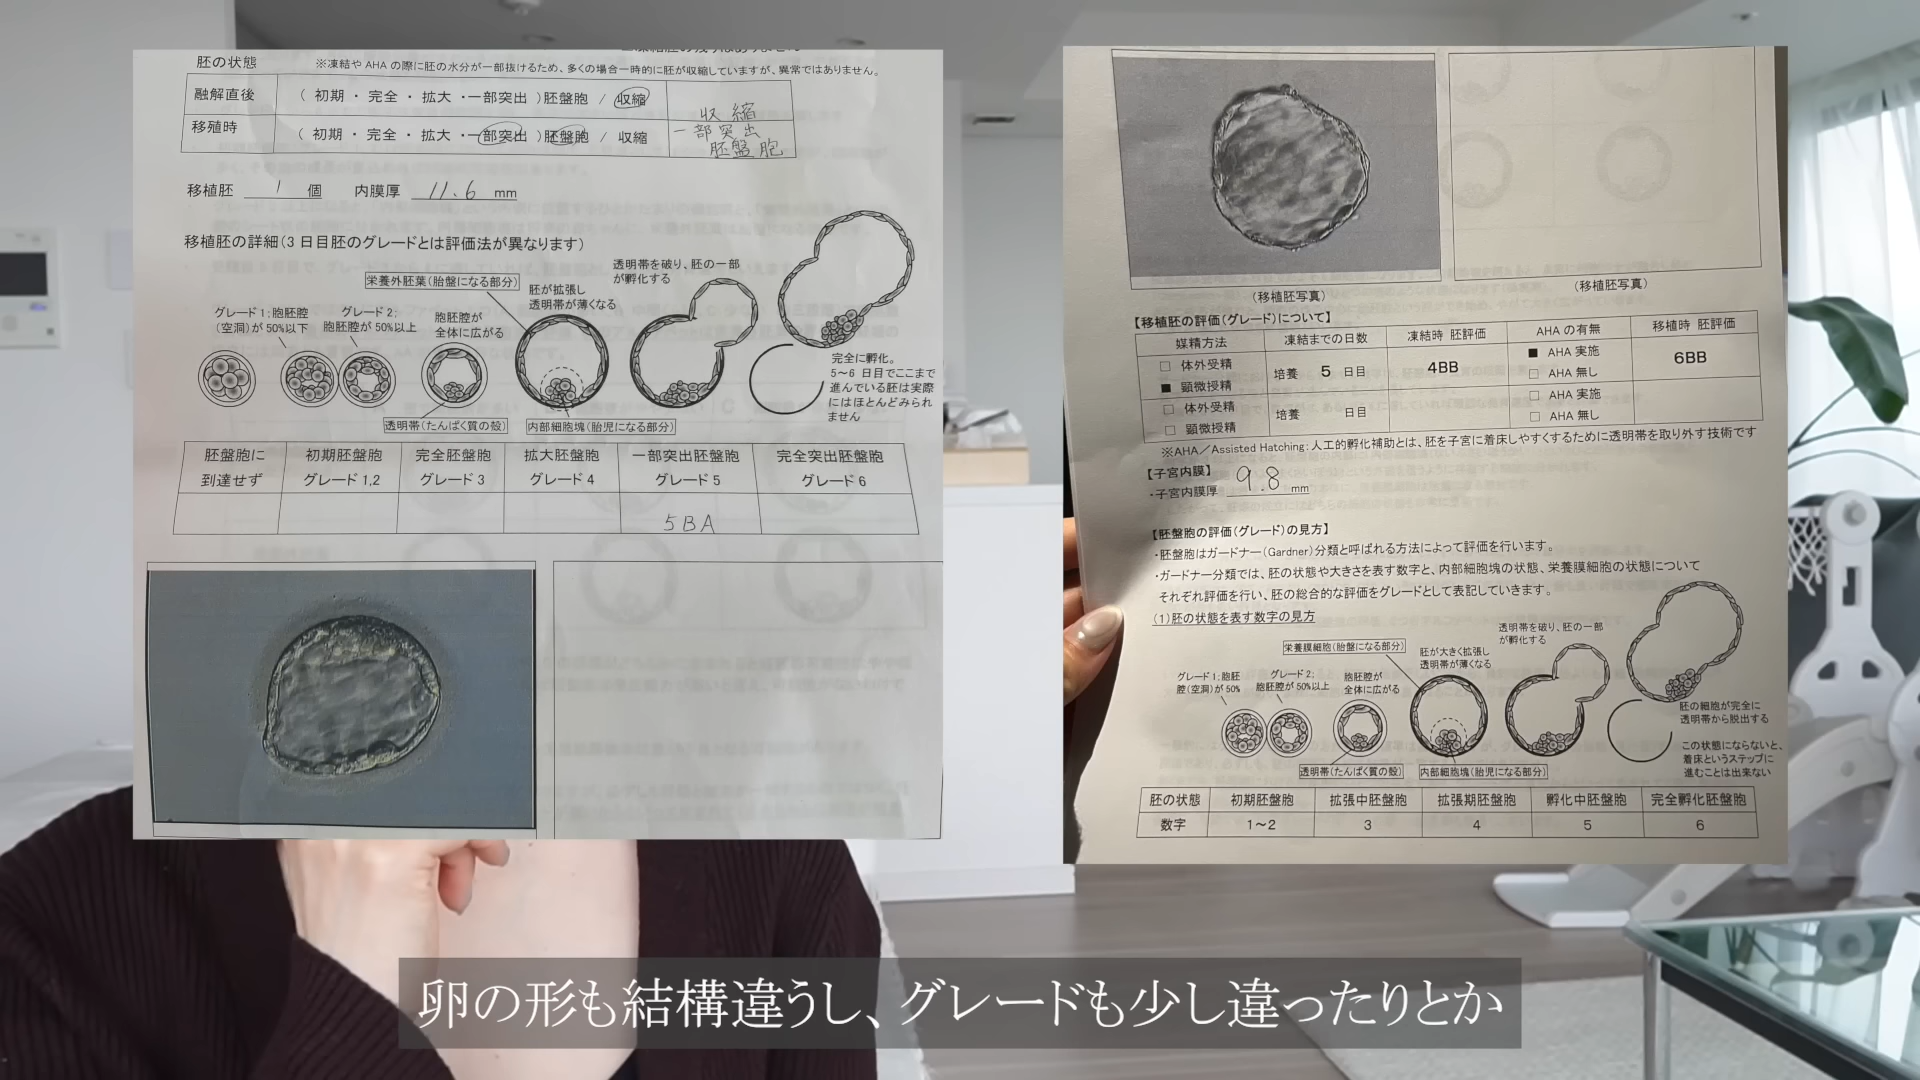 胚の状態
※凍結や AHA の際に胚の水分が一部抜けるため、多くの場合一時的に胚が収縮していますが、異常ではありません。
融解直後 （ 初期 ・ 完全 ・ 拡大 ・一部突出 ）胚盤胞 / 収縮 収縮
移殖時 （ 初期 ・ 完全 ・ 拡大 ・一部突出 ）胚盤胞 / 収縮 一部突出
胚盤胞
移植胚 1 個 内膜厚 11.6 mm
移植胚の詳細（3 日目胚のグレードとは評価法が異なります）
栄養外胚葉（胎盤になる部分）
透明帯を破り、胚の一部
が孵化する
胚が拡張し
透明帯が薄くなる
グレード 1：胞胚腔
（空洞）が 50%以下
グレード 2：
胞胚腔が 50%以上
胞胚腔が
全体に広がる
完全に孵化。
5～6 日目でここまで
進んでいる胚は実際
にはほとんどみられ
ません
透明帯（たんぱく質の殻）
内部細胞塊（胎児になる部分）
胚盤胞に 初期胚盤胞 完全胚盤胞 拡大胚盤胞 一部突出胚盤胞 完全突出胚盤胞
到達せず グレード 1,2 グレード 3 グレード 4 グレード 5 グレード 6
5BA
（移植胚写真）
（移植胚写真）
【移植胚の評価（グレード）について】
媒精方法 凍結までの日数 凍結時 胚評価 AHA の有無 移植時 胚評価
□ 体外受精
■ 顕微授精
培養 5 日目
4BB
■ AHA 実施
□ AHA 無し
6BB
□ 体外受精
□ 顕微授精
培養 日目
□ AHA 実施
□ AHA 無し
※AHA／Assisted Hatching：人工的孵化補助とは、胚を子宮に着床しやすくするために透明帯を取り外す技術です
【子宮内膜】
・子宮内膜厚 9.8 mm
【胚盤胞の評価（グレード）の見方】
・胚盤胞はガードナー（Gardner）分類と呼ばれる方法によって評価を行います。
・ガードナー分類では、胚の状態や大きさを表す数字と、内部細胞塊の状態、栄養膜細胞の状態について
それぞれ評価を行い、胚の総合的な評価をグレードとして表記していきます。
(1)胚の状態を表す数字の見方
栄養膜細胞（胎盤になる部分）
透明帯を破り、胚の一部
が孵化する
胚が大きく拡張し
透明帯が薄くなる
グレード 1：胞胚
腔（空洞）が 50%
グレード 2：
胞胚腔が 50%以上
胞胚腔が
全体に広がる
胚の細胞が完全に
透明帯から脱出する
この状態にならないと、
着床というステップに
進むことは出来ない
透明帯（たんぱく質の殻）
内部細胞塊（胎児になる部分）
胚の状態 初期胚盤胞 拡張中胚盤胞 拡張期胚盤胞 孵化中胚盤胞 完全孵化胚盤胞
数字 1～2 3 4 5 6
卵の形も結構違うし、グレードも少し違ったりとか